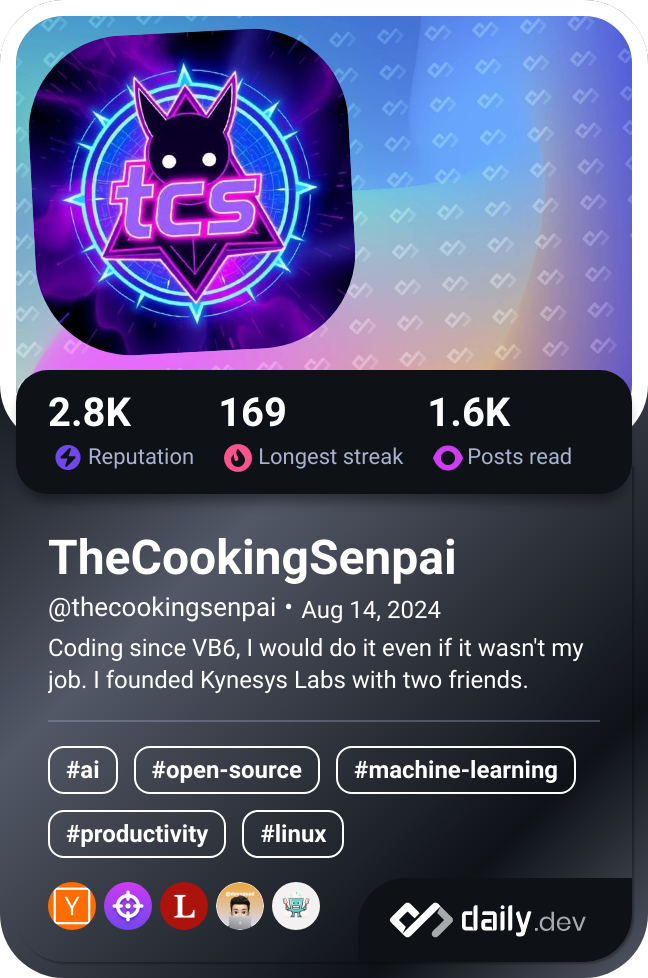 tcs
2.8K 169 1.6K
Reputation Longest streak Posts read
TheCookingSenpai
@thecookingsenpai • Aug 14, 2024
Coding since VB6, I would do it even if it wasn't my
job. I founded Kynesys Labs with two friends.
#ai #open-source #machine-learning
#productivity #linux
Y L
daily.dev